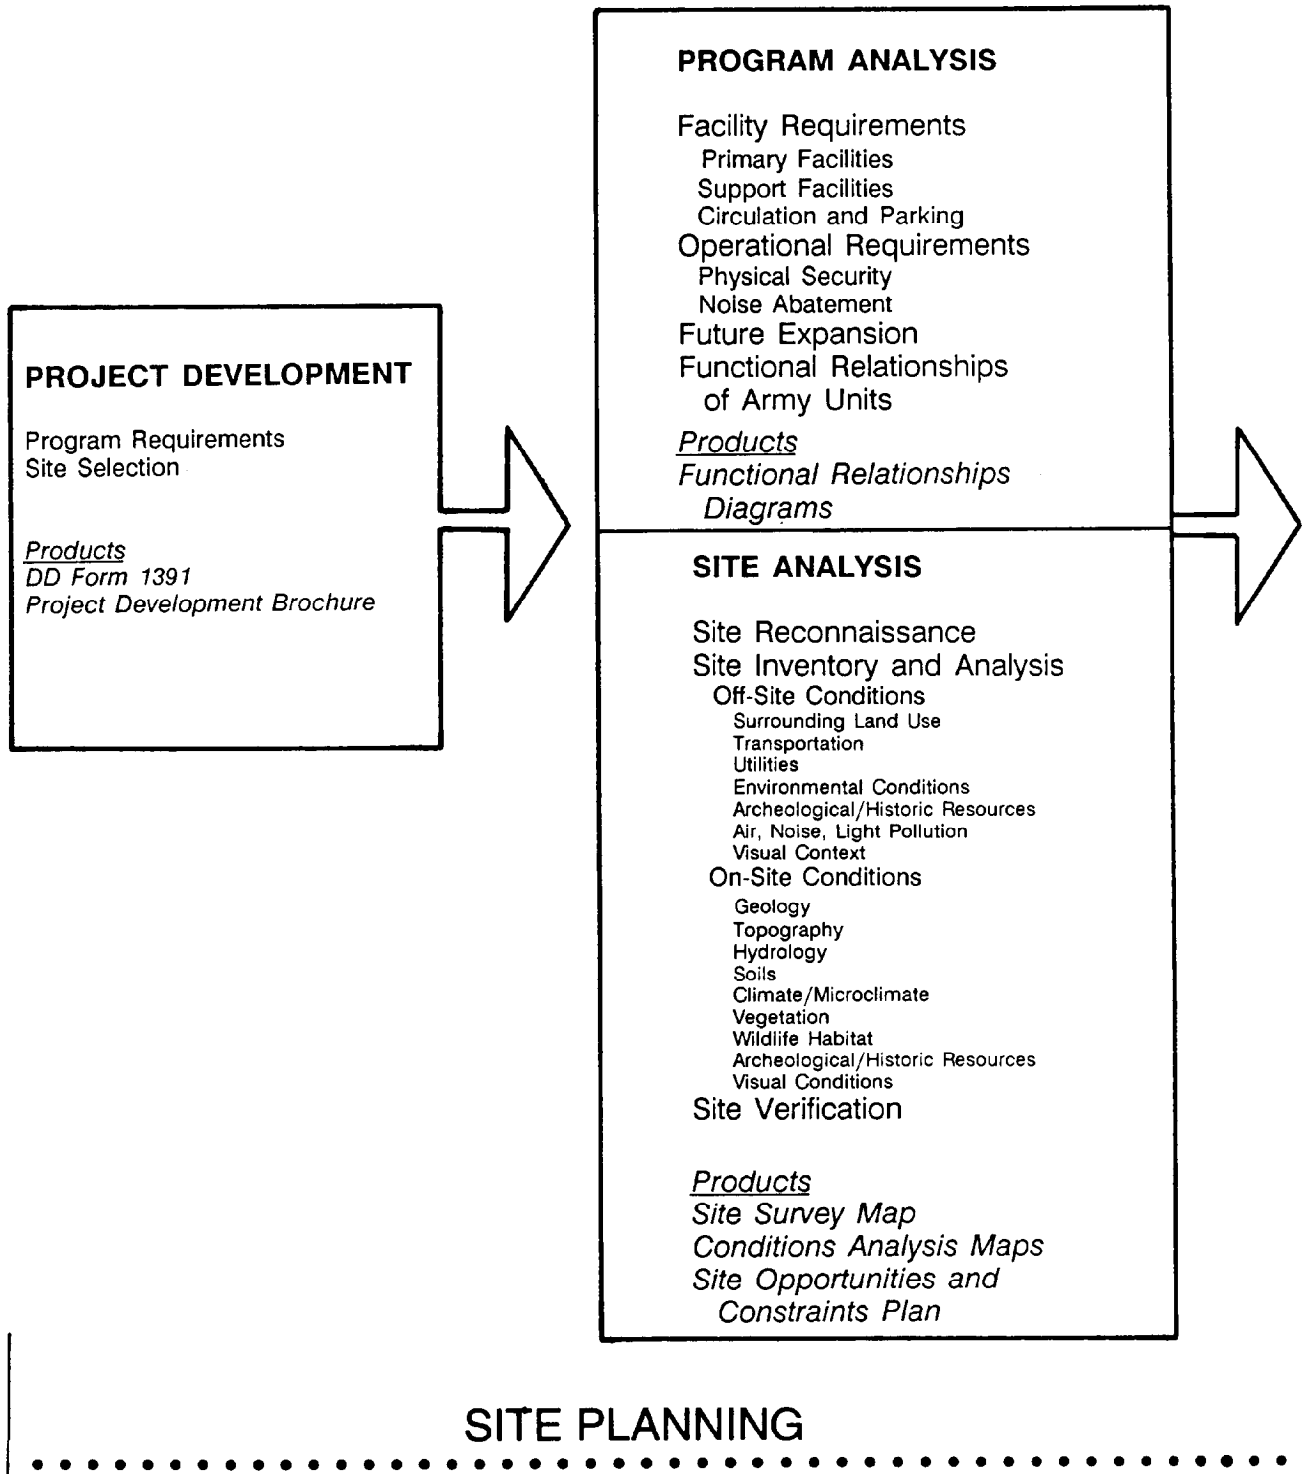 PROJECT DEVELOPMENT
Program Requirements
Site Selection
Products
DD Form 1391
Project Development Brochure
PROGRAM ANALYSIS
Facility Requirements
Primary Facilities
Support Facilities
Circulation and Parking
Operational Requirements
Physical Security
Noise Abatement
Future Expansion
Functional Relationships
of Army Units
Products
Functional Relationships
Diagrams
SITE ANALYSIS
Site Reconnaissance
Site Inventory and Analysis
Off-Site Conditions
Surrounding Land Use
Transportation
Utilities
Environmental Conditions
Archeological/Historic Resources
Air, Noise, Light Pollution
Visual Context
On-Site Conditions
Geology
Topography
Hydrology
Soils
Climate/Microclimate
Vegetation
Wildlife Habitat
Archeological/Historic Resources
Visual Conditions
Site Verification
Products
Site Survey Map
Conditions Analysis Maps
Site Opportunities and
Constraints Plan
SITE PLANNING